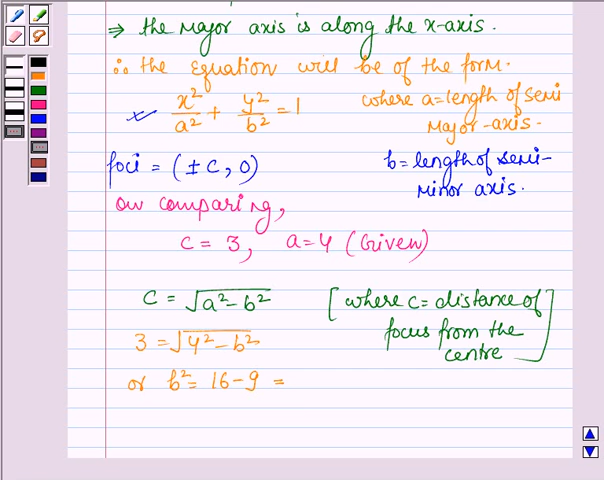 ⇒ the Major axis is along the x-axis.
∴ the Equation will be of the form.
x²/a² + y²/b² = 1
where a=length of semi
Major-axis.
foci = (± c, 0)
b=length of semi-
minor axis.
On comparing,
c = 3, a=4 (Given)
c = √a²-b²
[where c= distance of
focus from the
centre]
3 = √4²-b²
or b² = 16-9 =